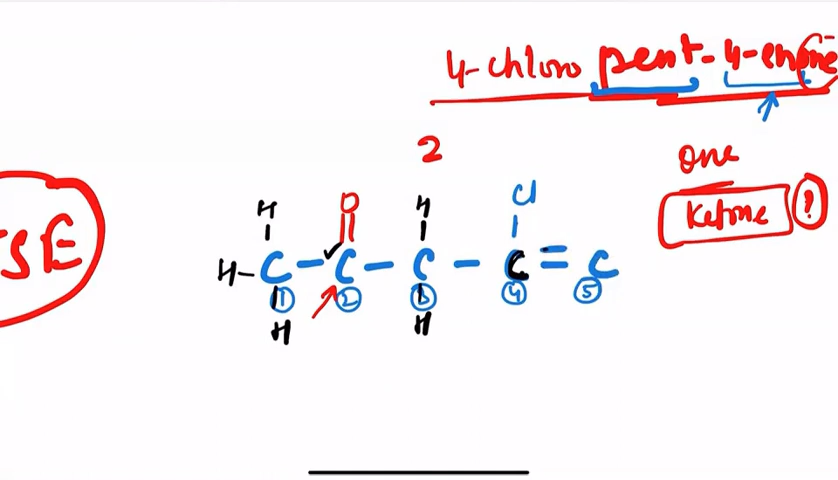 4-chloro pent-4-enone
2
one
Ketone ?
SE
O Cl
H H
H-C-C-C-C=C
① ② ③ ④ ⑤
H H